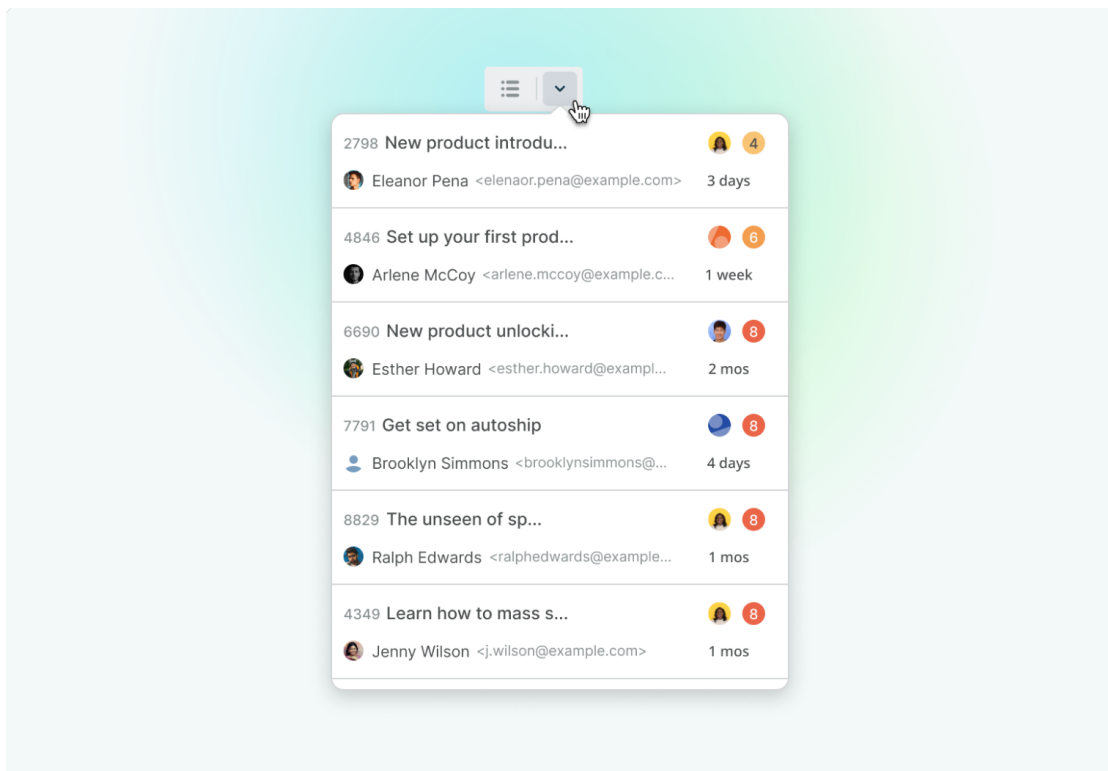 2798 New product introdu... 4
Eleanor Pena <elenaor.pena@example.com> 3 days
4846 Set up your first prod... 6
Arlene McCoy <arlene.mccoy@example.c... 1 week
6690 New product unlocki... 8
Esther Howard <esther.howard@exampl... 2 mos
7791 Get set on autoship 8
Brooklyn Simmons <brooklynsimmons@... 4 days
8829 The unseen of sp... 8
Ralph Edwards <ralphedwards@example... 1 mos
4349 Learn how to mass s... 8
Jenny Wilson <j.wilson@example.com> 1 mos